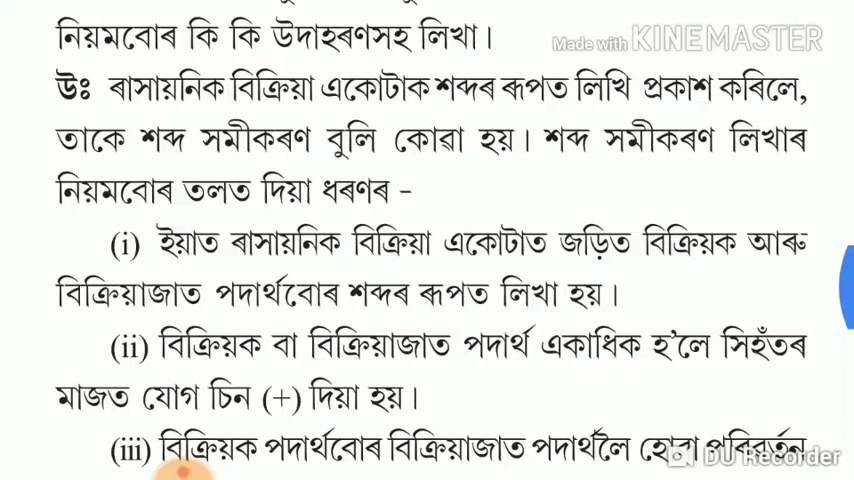 নিয়মবোৰ কি কি উদাহৰণসহ লিখা।
Made with KINEMASTER
উঃ ৰাসায়নিক বিক্ৰিয়া একোটাক শব্দৰ ৰূপত লিখি প্ৰকাশ কৰিলে,
তাকে শব্দ সমীকৰণ বুলি কোৱা হয়। শব্দ সমীকৰণ লিখাৰ
নিয়মবোৰ তলত দিয়া ধৰণৰ -
(i) ইয়াত ৰাসায়নিক বিক্ৰিয়া একোটাত জড়িত বিক্ৰিয়ক আৰু
বিক্ৰিয়াজাত পদাৰ্থবোৰ শব্দৰ ৰূপত লিখা হয়।
(ii) বিক্ৰিয়ক বা বিক্ৰিয়াজাত পদাৰ্থ একাধিক হ’লে সিহঁতৰ
মাজত যোগ চিন (+) দিয়া হয়।
(iii) বিক্ৰিয়ক পদাৰ্থবোৰ বিক্ৰিয়াজাত পদাৰ্থলৈ হোৱা পৰিৱৰ্তন
DU Recorder